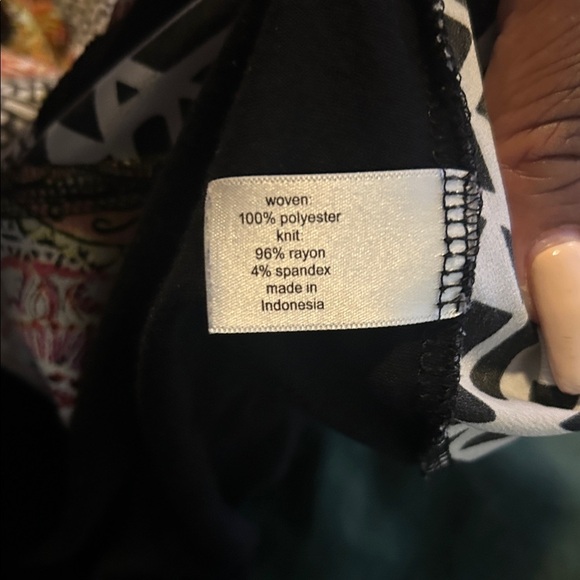 woven:
100% polyester
knit:
96% rayon
4% spandex
made in
Indonesia